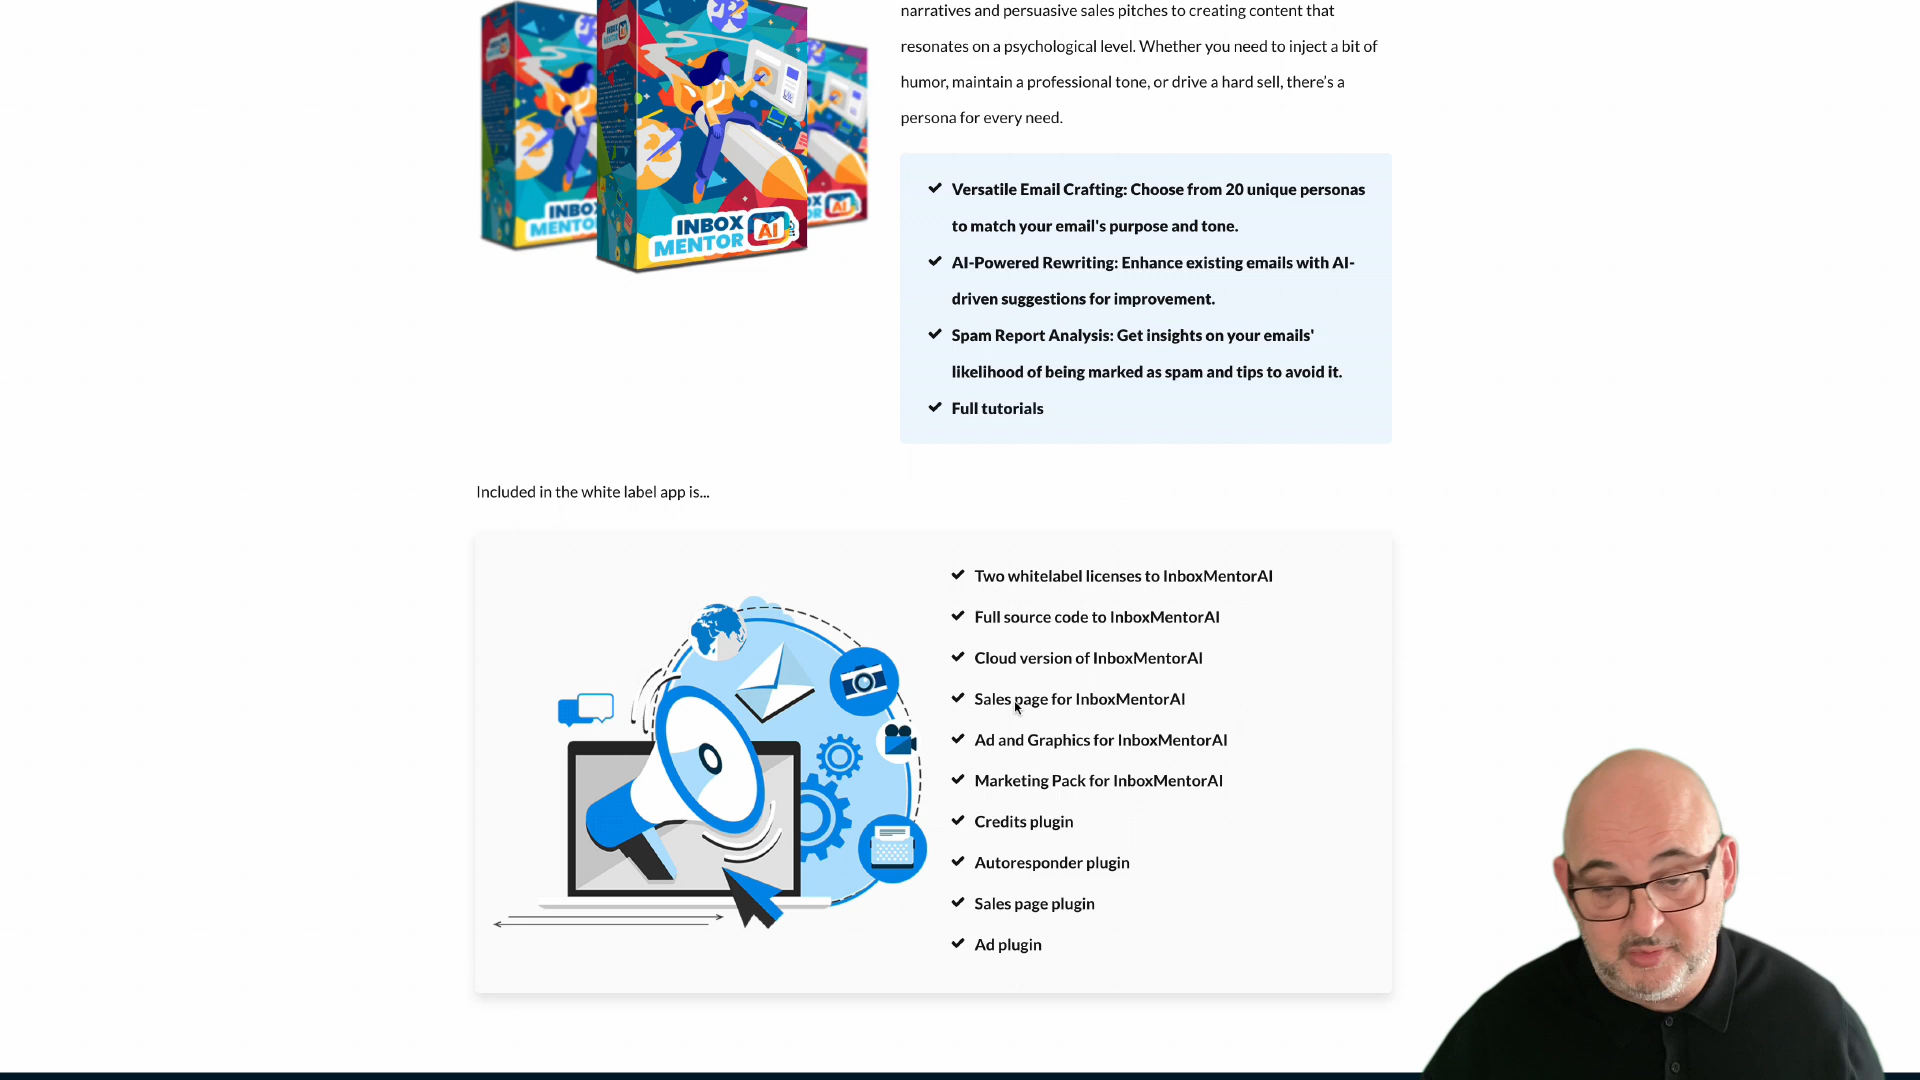 narratives and persuasive sales pitches to creating content that
resonates on a psychological level. Whether you need to inject a bit of
humor, maintain a professional tone, or drive a hard sell, there's a
persona for every need.
INBOX
MENTOR AI
Versatile Email Crafting: Choose from 20 unique personas
to match your email's purpose and tone.
AI-Powered Rewriting: Enhance existing emails with AI-
driven suggestions for improvement.
Spam Report Analysis: Get insights on your emails'
likelihood of being marked as spam and tips to avoid it.
Full tutorials
Included in the white label app is...
Two whitelabel licenses to InboxMentorAI
Full source code to InboxMentorAI
Cloud version of InboxMentorAI
Sales page for InboxMentorAI
Ad and Graphics for InboxMentorAI
Marketing Pack for InboxMentorAI
Credits plugin
Autoresponder plugin
Sales page plugin
Ad plugin